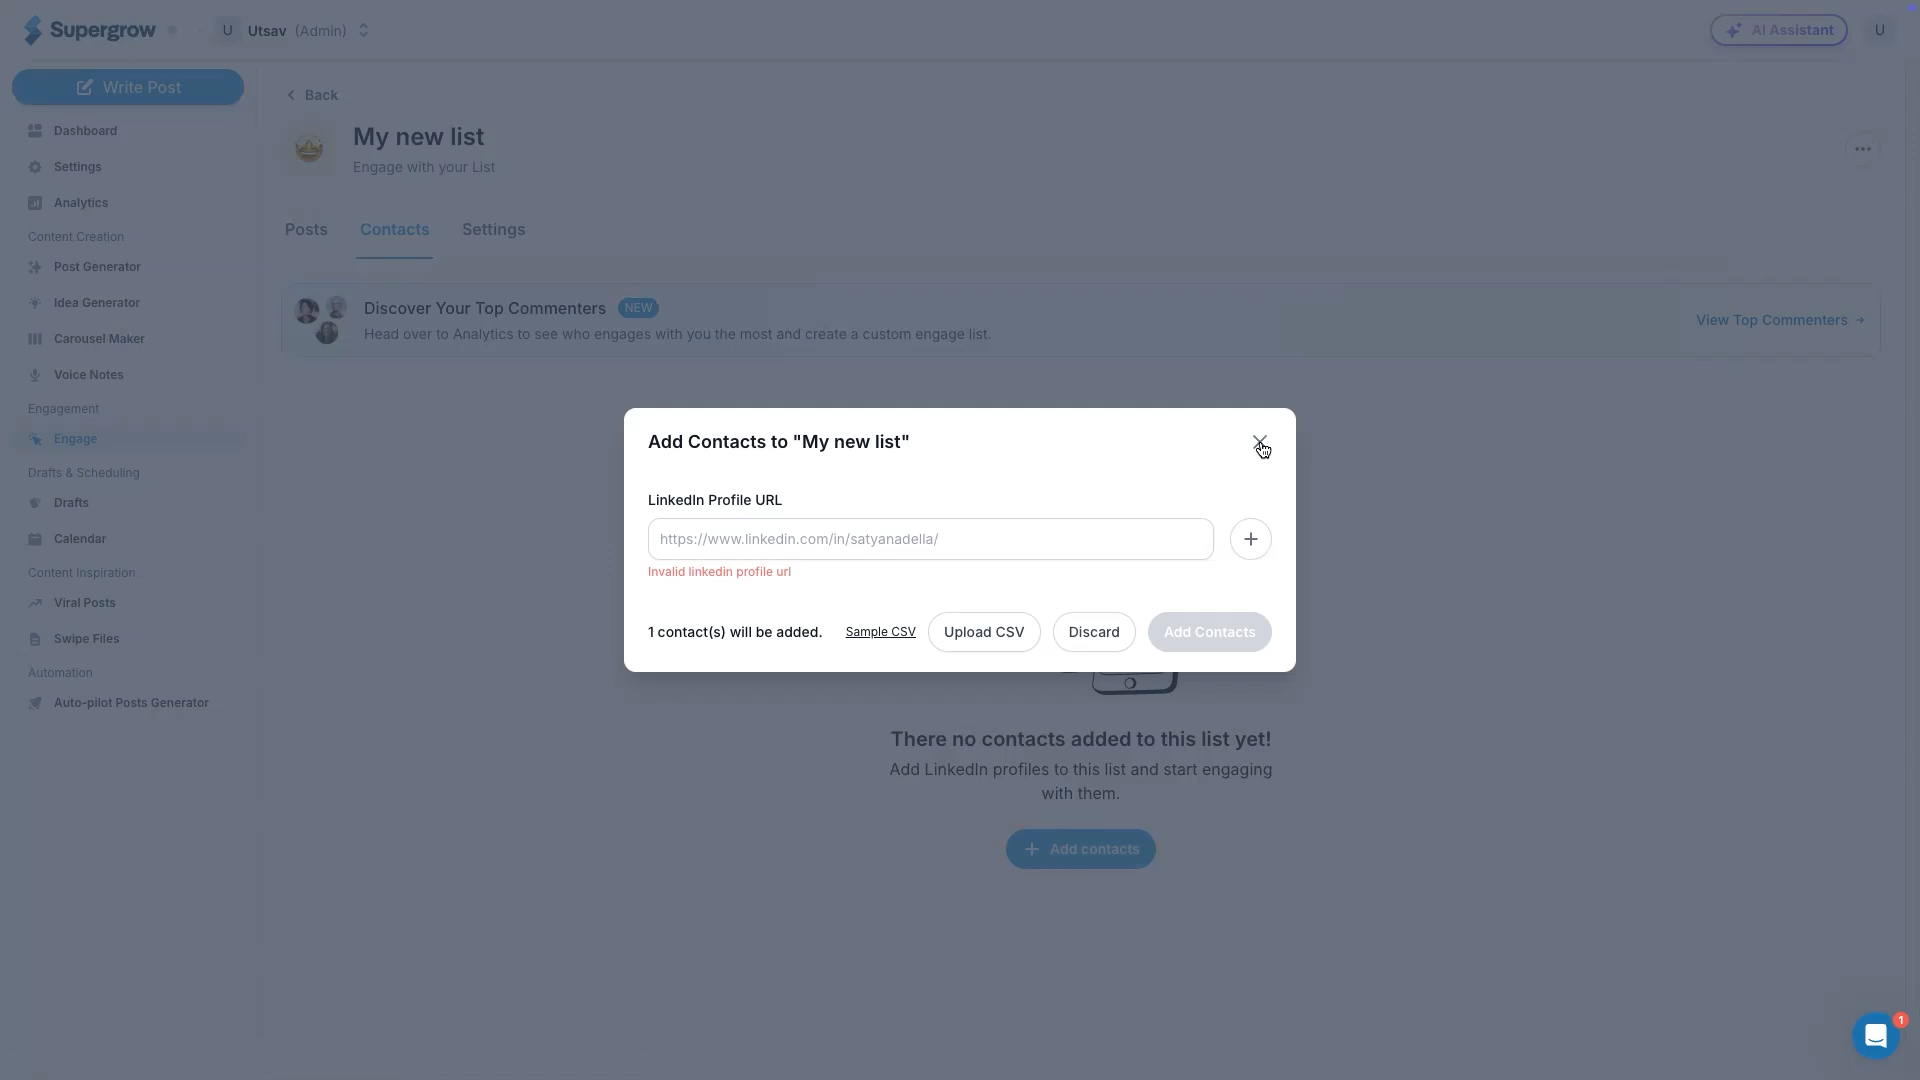 Supergrow
U Utsav (Admin)
AI Assistant
U
Write Post
Dashboard
Settings
Analytics
Content Creation
Post Generator
Idea Generator
Carousel Maker
Voice Notes
Engagement
Engage
Drafts & Scheduling
Drafts
Calendar
Content Inspiration
Viral Posts
Swipe Files
Automation
Auto-pilot Posts Generator
Back
My new list
Engage with your List
Posts Contacts Settings
Discover Your Top Commenters NEW
Head over to Analytics to see who engages with you the most and create a custom engage list.
View Top Commenters →
Add Contacts to "My new list"
LinkedIn Profile URL
https://www.linkedin.com/in/satyanadella/
Invalid linkedin profile url
1 contact(s) will be added. Sample CSV Upload CSV Discard Add Contacts
There no contacts added to this list yet!
Add LinkedIn profiles to this list and start engaging
with them.
Add contacts
1